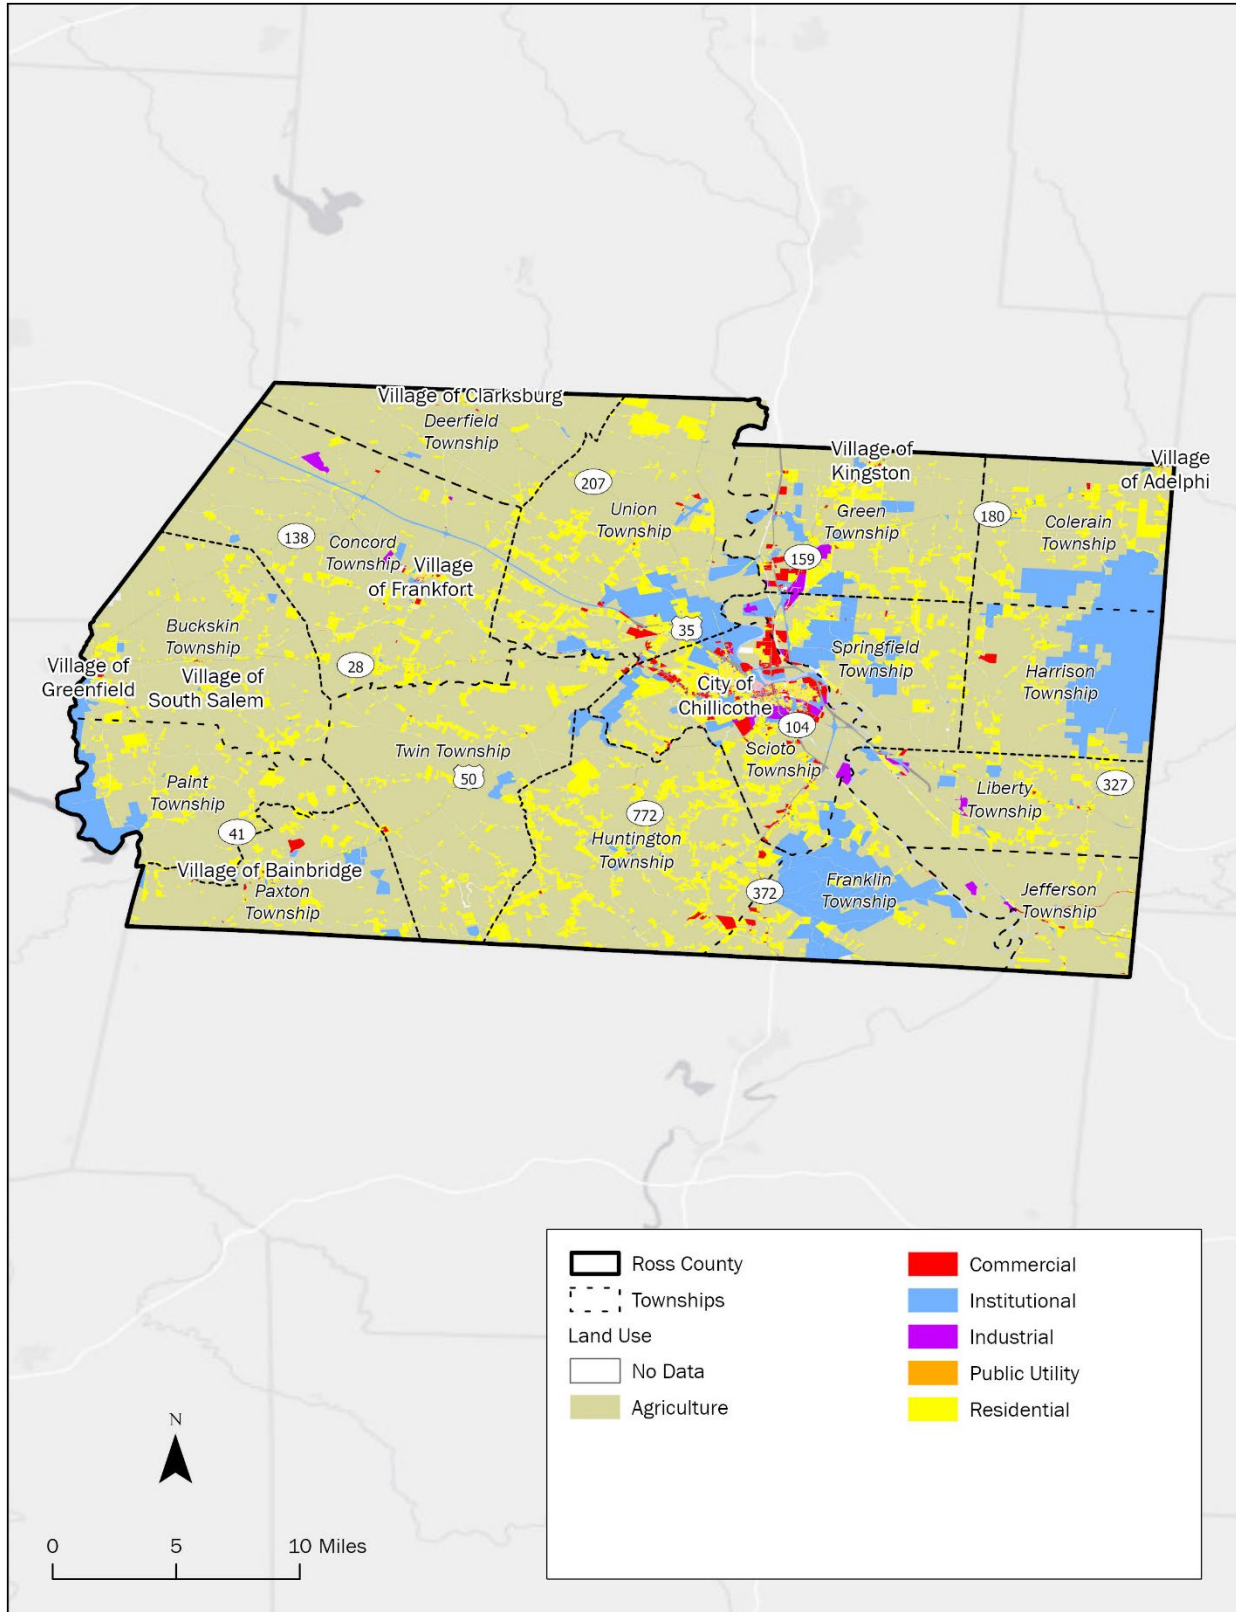 Village of Clarksburg
Deerfield
Township
Village of
Kingston
Village
of Adelphi
207
Union
Township
Green
Township
180
Colerain
Township
138
Concord
Township
Village
of Frankfort
159
Buckskin
Township
35
Springfield
Township
Harrison
Township
Village of
Greenfield
Village of
South Salem
28
City of
Chillicothe
104
Twin Township
50
Scioto
Township
Paint
Township
Liberty
Township
327
41
772
Huntington
Township
Village of Bainbridge
Paxton
Township
372
Franklin
Township
Jefferson
Township
Ross County
Townships
Land Use
No Data
Agriculture
Commercial
Institutional
Industrial
Public Utility
Residential
N
0 5 10 Miles